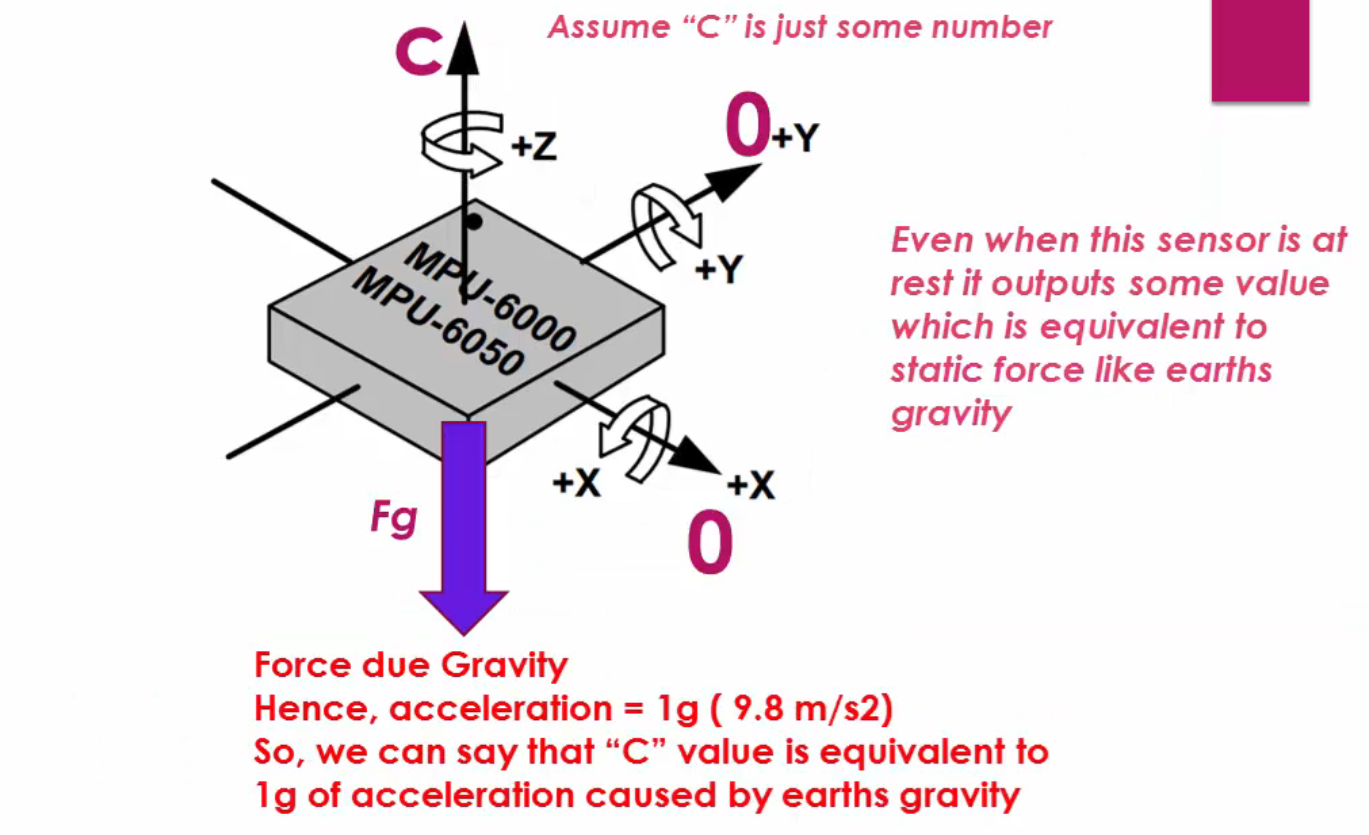 Assume “C” is just some number
C
0
+Y
+Z
+Y
MPU-6000
MPU-6050
Even when this sensor is at
rest it outputs some value
which is equivalent to
static force like earths
gravity
+X
+X
0
Fg
Force due Gravity
Hence, acceleration = 1g ( 9.8 m/s2)
So, we can say that “C” value is equivalent to
1g of acceleration caused by earths gravity